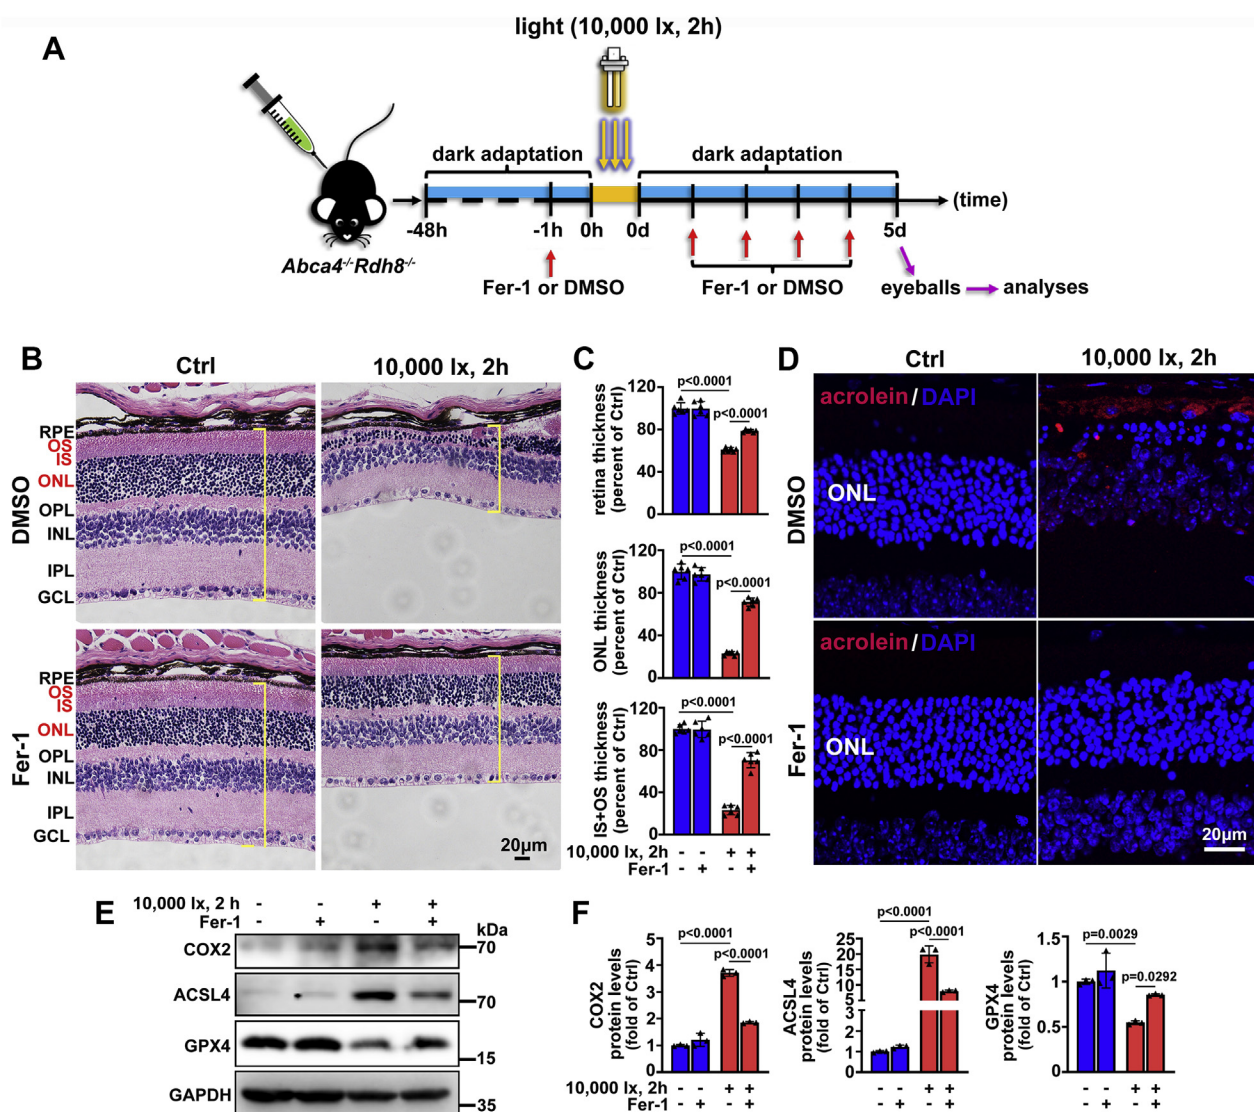 A
light (10,000 lx, 2h)
dark adaptation
dark adaptation
(time)
-48h
-1h
0h
0d
5d
Abca4-/-Rdh8-/-
Fer-1 or DMSO
Fer-1 or DMSO
eyeballs
analyses
B
Ctrl
10,000 lx, 2h
DMSO
RPE
OS
IS
ONL
OPL
INL
IPL
GCL
Fer-1
RPE
OS
IS
ONL
OPL
INL
IPL
GCL
20μm
C
retina thickness
(percent of Ctrl)
120
80
40
0
p<0.0001
p<0.0001
ONL thickness
(percent of Ctrl)
120
80
40
0
p<0.0001
p<0.0001
IS+OS thickness
(percent of Ctrl)
120
80
40
0
p<0.0001
p<0.0001
10,000 lx, 2h - - + +
Fer-1 - + - +
D
Ctrl
10,000 lx, 2h
DMSO
acrolein/DAPI
ONL
Fer-1
acrolein/DAPI
ONL
20μm
E
10,000 lx, 2 h - - + +
Fer-1 - + - +
kDa
COX2
70
ACSL4
70
GPX4
15
GAPDH
35
F
COX2
protein levels
(fold of Ctrl)
5
4
3
2
1
0
p<0.0001
p<0.0001
ACSL4
protein levels
(fold of Ctrl)
25
20
15
10
5
3
2
1
0
p<0.0001
p<0.0001
GPX4
protein levels
(fold of Ctrl)
1.5
1
0.5
0
p=0.0029
p=0.0292
10,000 lx, 2h - - + + - - + + - - + +
Fer-1 - + - + - + - + - + - +